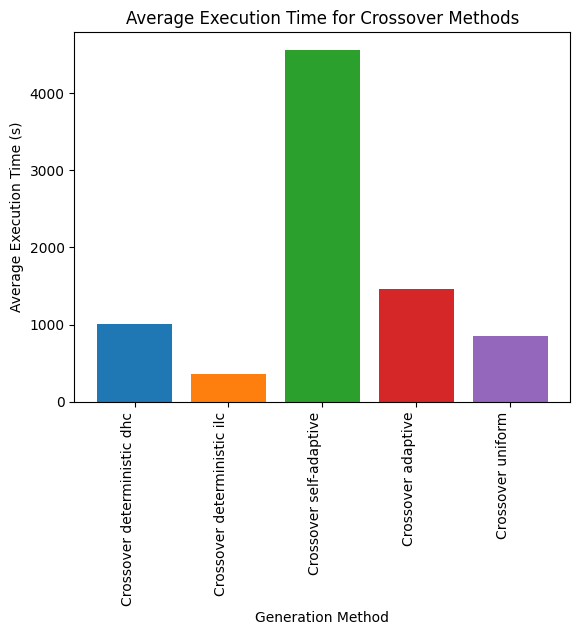 Average Execution Time for Crossover Methods
Average Execution Time (s)
4000
3000
2000
1000
0
Crossover deterministic dhc
Crossover deterministic ilc
Crossover self-adaptive
Crossover adaptive
Crossover uniform
Generation Method